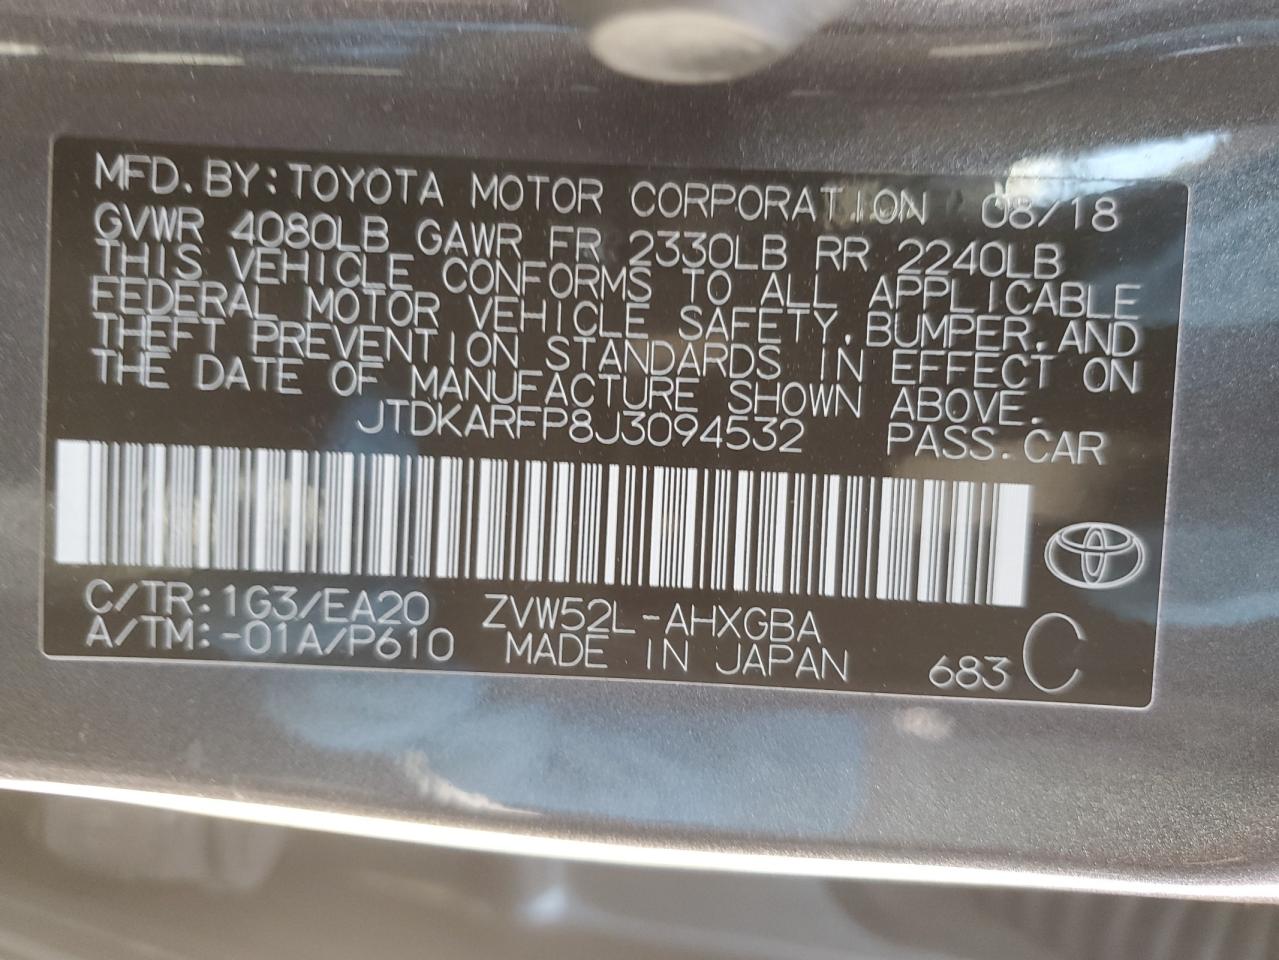 MFD. BY: TOYOTA MOTOR CORPORATION 08/18
GVWR 4080LB GAWR FR 2330LB RR 2240LB
THIS VEHICLE CONFORMS TO ALL APPLICABLE
FEDERAL MOTOR VEHICLE SAFETY, BUMPER, AND
THEFT PREVENTION STANDARDS IN EFFECT ON
THE DATE OF MANUFACTURE SHOWN ABOVE.
JTDKARFP8J3094532 PASS. CAR
C/TR: 1G3/EA20 ZVW52L-AHXGBA
A/TM: -01A/P610 MADE IN JAPAN 683 C